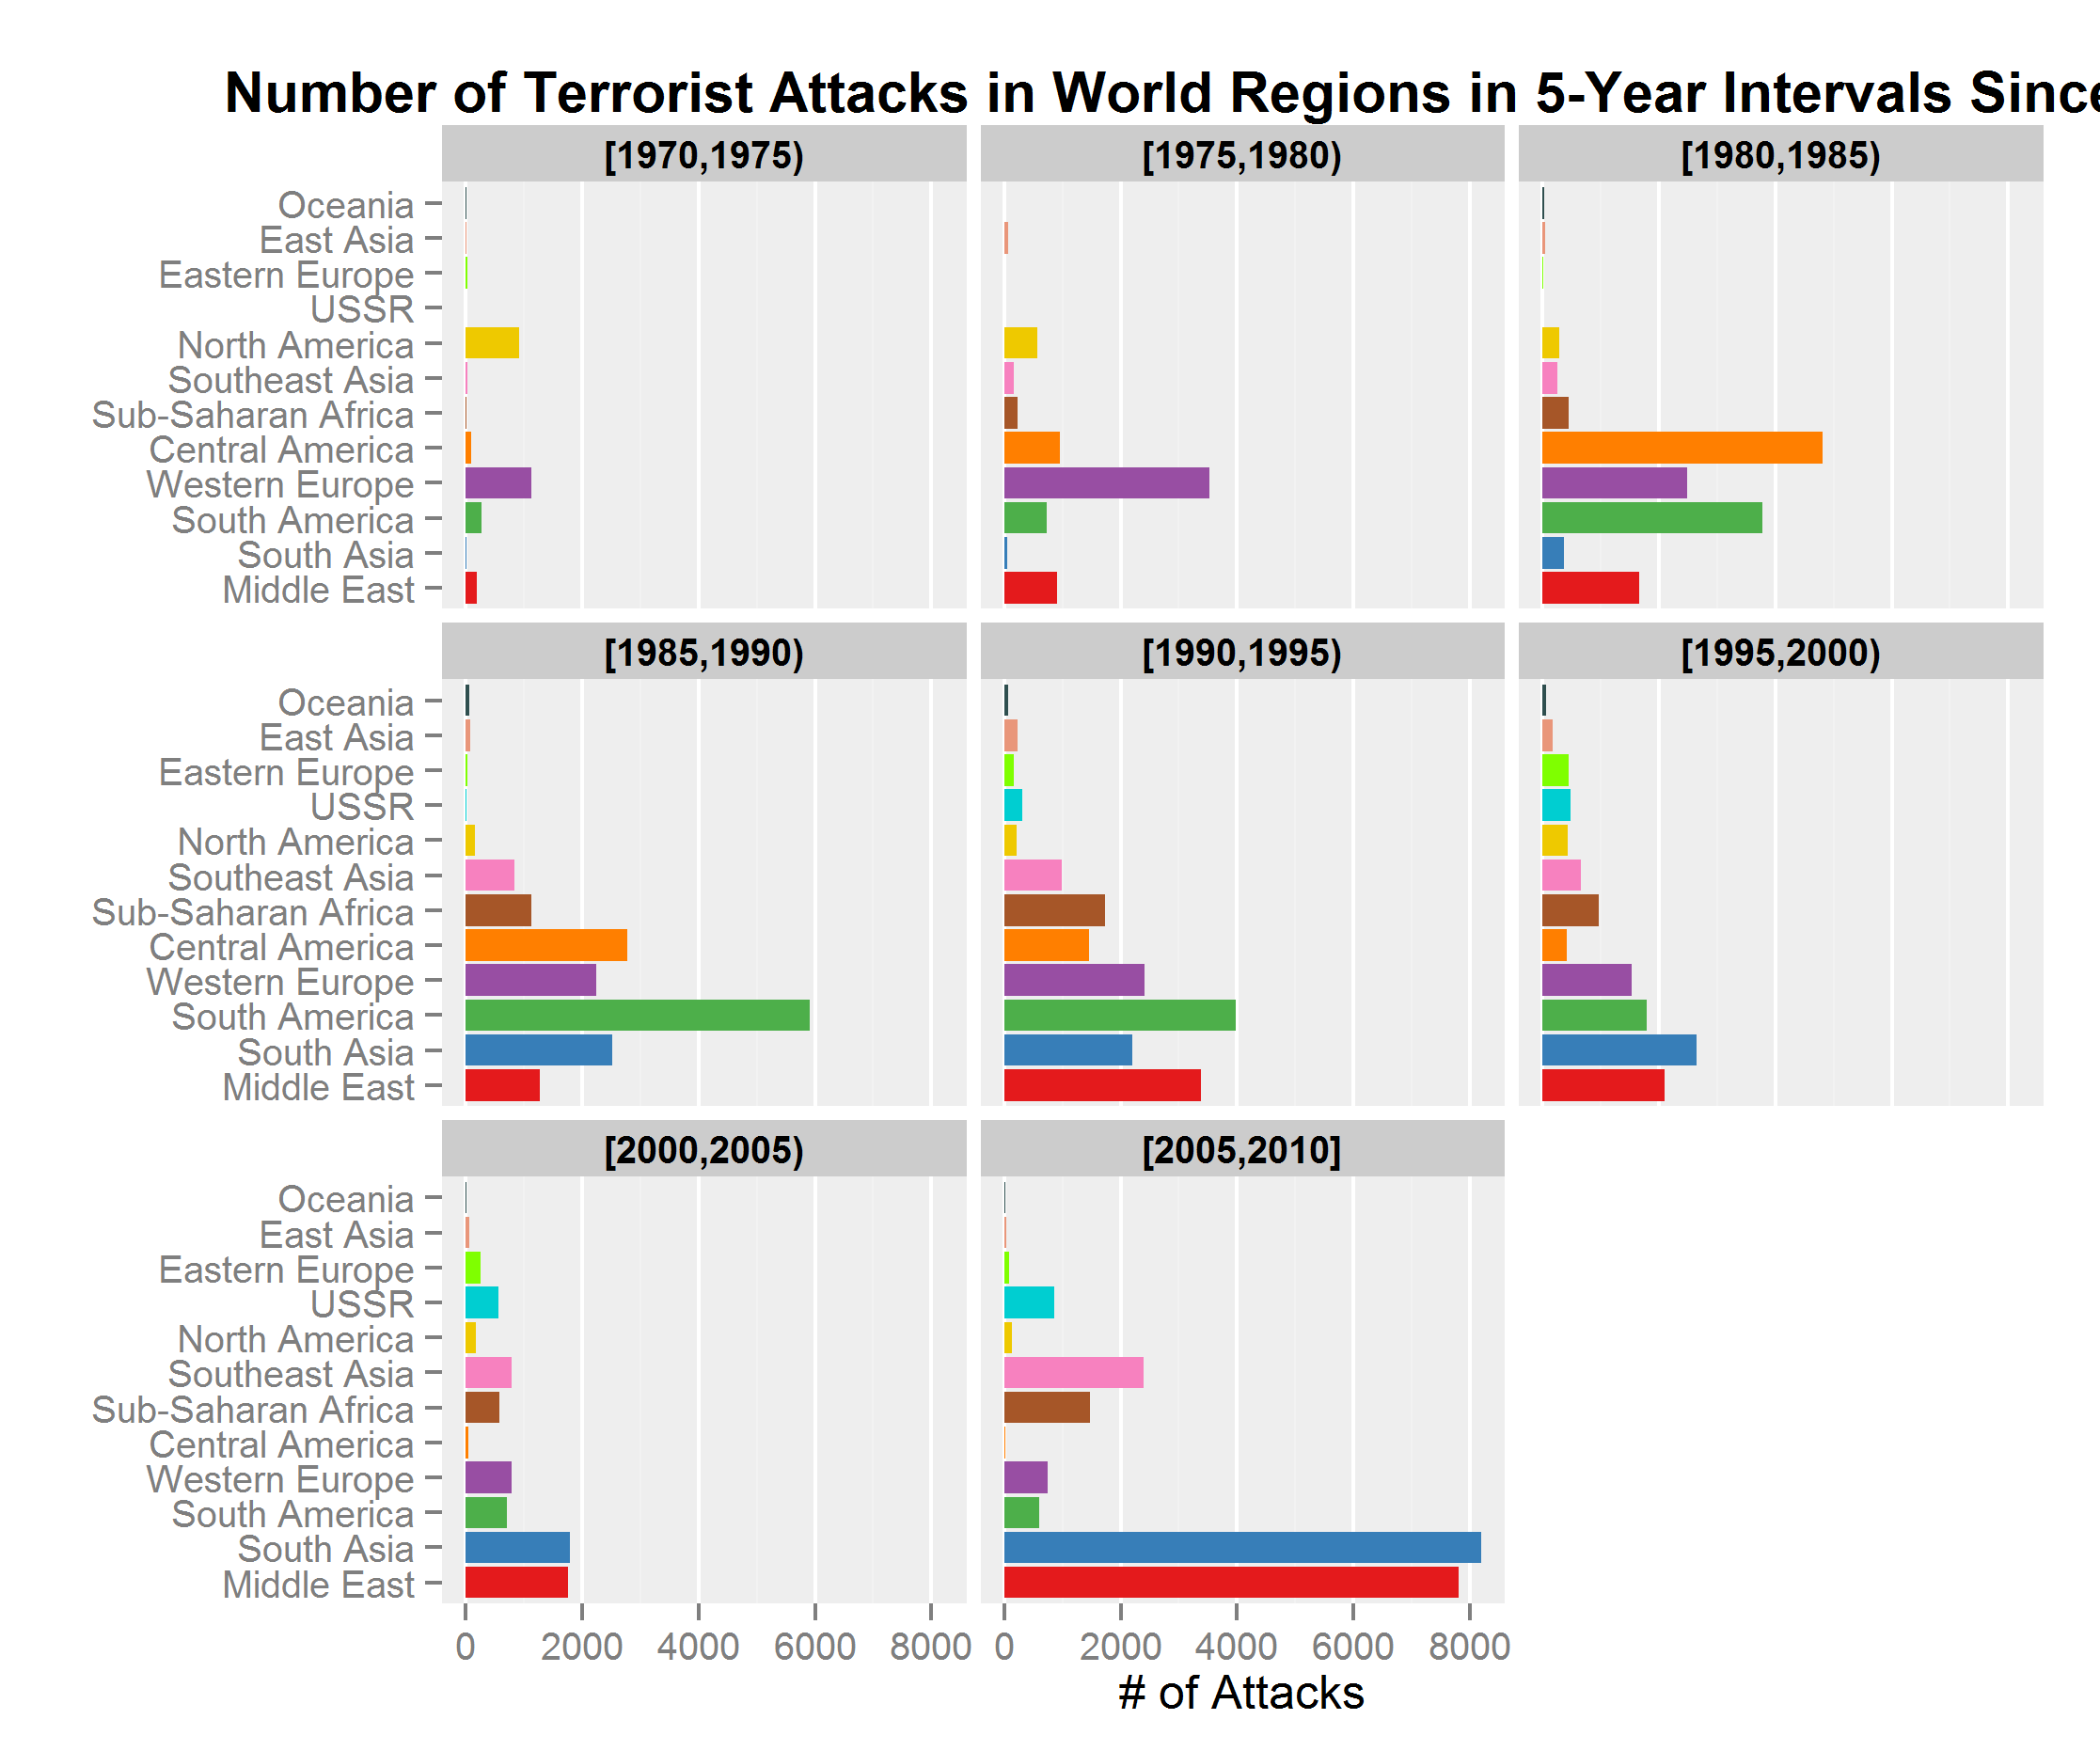 Number of Terrorist Attacks in World Regions in 5-Year Intervals Since
[1970,1975) [1975,1980) [1980,1985)
Oceania
East Asia
Eastern Europe
USSR
North America
Southeast Asia
Sub-Saharan Africa
Central America
Western Europe
South America
South Asia
Middle East
[1985,1990) [1990,1995) [1995,2000)
Oceania
East Asia
Eastern Europe
USSR
North America
Southeast Asia
Sub-Saharan Africa
Central America
Western Europe
South America
South Asia
Middle East
[2000,2005) [2005,2010]
Oceania
East Asia
Eastern Europe
USSR
North America
Southeast Asia
Sub-Saharan Africa
Central America
Western Europe
South America
South Asia
Middle East
0 2000 4000 6000 8000 0 2000 4000 6000 8000
# of Attacks